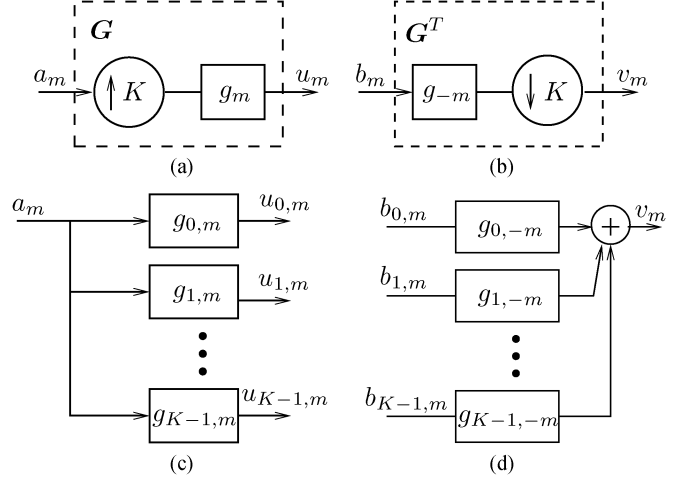 G
a_m ↑ K g_m u_m
(a)
G^T
b_m g_{-m} ↓ K v_m
(b)
a_m
g_{0,m} u_{0,m}
g_{1,m} u_{1,m}
g_{K-1,m} u_{K-1,m}
(c)
b_{0,m} g_{0,-m} + v_m
b_{1,m} g_{1,-m}
b_{K-1,m} g_{K-1,-m}
(d)